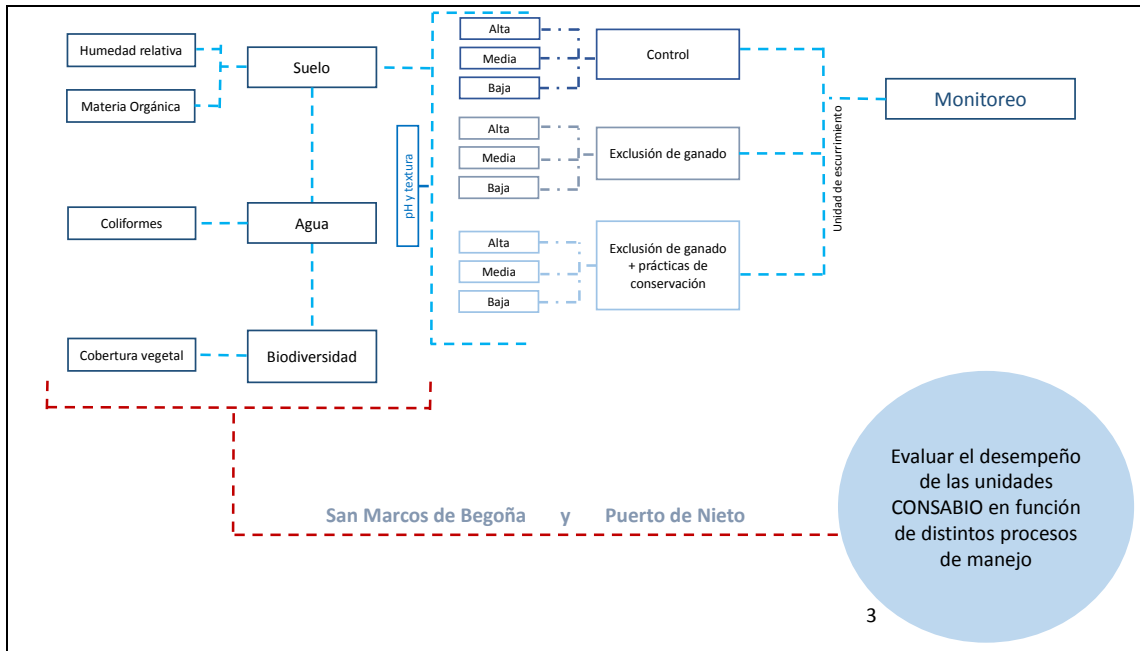 Humedad relativa
Materia Orgánica
Suelo
Coliformes
Agua
Cobertura vegetal
Biodiversidad
pH y textura
Alta
Media
Baja
Control
Alta
Media
Baja
Exclusión de ganado
Alta
Media
Baja
Exclusión de ganado
+ prácticas de
conservación
Unidad de escurrimiento
Monitoreo
San Marcos de Begoña y Puerto de Nieto
Evaluar el desempeño
de las unidades
CONSABIO en función
de distintos procesos
de manejo
3